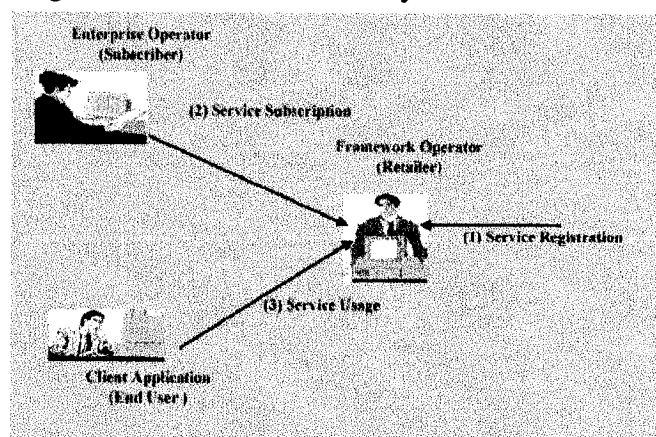 Enterprise Operator
(Subscriber)
(2) Service Subscription
Framework Operator
(Retailer)
(1) Service Registration
(3) Service Usage
Client Application
(End User )